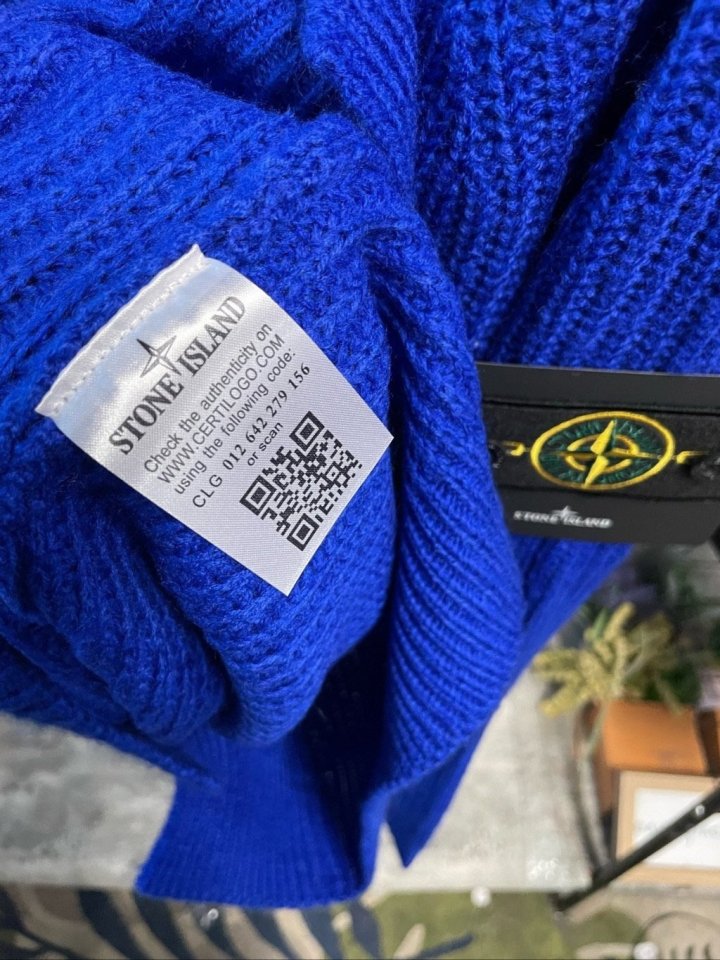 STONE ISLAND
Check the authenticity on
WWW.CERTILOGO.COM
using the following code:
CLG 012 642 279 156
or scan
STONE ISLAND